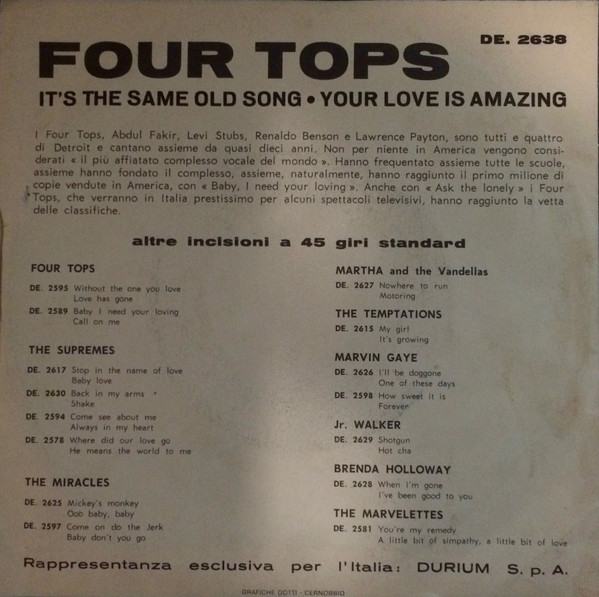 DE. 2638
FOUR TOPS
IT'S THE SAME OLD SONG • YOUR LOVE IS AMAZING
I Four Tops, Abdul Fakir, Levi Stubs, Renaldo Benson e Lawrence Payton, sono tutti e quattro
di Detroit e cantano assieme da quasi dieci anni. Non per niente in America vengono consi-
derati « il più affiatato complesso vocale del mondo ». Hanno frequentato assieme tutte le scuole,
assieme hanno fondato il complesso, assieme, naturalmente, hanno raggiunto il primo milione di
copie vendute in America, con « Baby, I need your loving ». Anche con « Ask the lonely » i Four
Tops, che verranno in Italia prestissimo per alcuni spettacoli televisivi, hanno raggiunto la vetta
delle classifiche.
altre incisioni a 45 giri standard
FOUR TOPS
DE. 2595 Without the one you love
Love has gone
DE. 2589 Baby I need your loving
Call on me
THE SUPREMES
DE. 2617 Stop in the name of love
Baby love
DE. 2630 Back in my arms
Shake
DE. 2594 Come see about me
Always in my heart
DE. 2578 Where did our love go
He means the world to me
THE MIRACLES
DE. 2625 Mickey's monkey
Oob baby, baby
DE. 2597 Come on do the Jerk
Baby don't you go
MARTHA and the Vandellas
DE. 2627 Nowhere to run
Motoring
THE TEMPTATIONS
DE. 2615 My girl
It's growing
MARVIN GAYE
DE. 2626 I'll be doggone
One of these days
DE. 2598 How sweet it is
Forever
Jr. WALKER
DE. 2629 Shotgun
Hot cha
BRENDA HOLLOWAY
DE. 2628 When I'm gone
I've been good to you
THE MARVELETTES
DE. 2581 You're my remedy
A little bit of simpathy, a little bit of love
Rappresentanza esclusiva per l'Italia: DURIUM S. p. A.
GRAFICHE DOTTI - CERNOBBIO